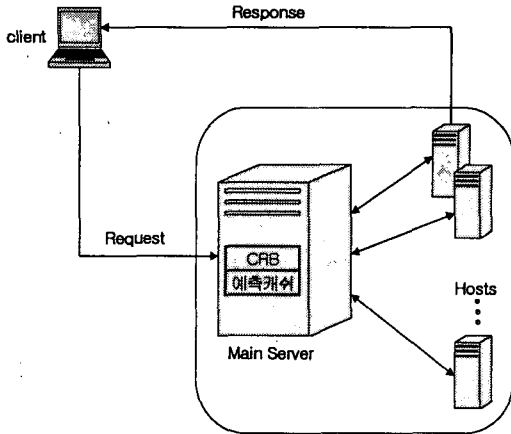 Response
client
Request
CRB
예측캐쉬
Main Server
Hosts